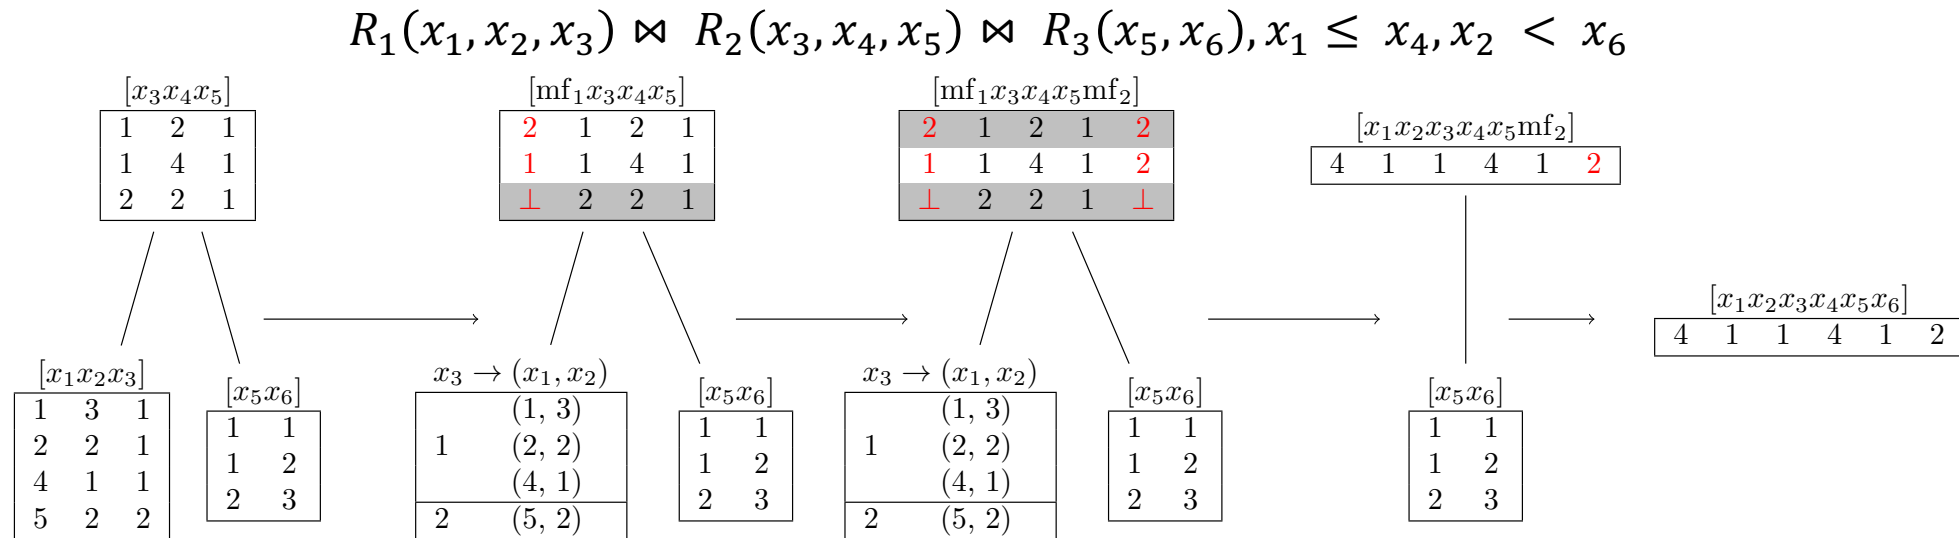 R₁(x₁, x₂, x₃) ⋈ R₂(x₃, x₄, x₅) ⋈ R₃(x₅, x₆), x₁ ≤ x₄, x₂ < x₆
[x₃x₄x₅]
1 2 1
1 4 1
2 2 1
[x₁x₂x₃]
1 3 1
2 2 1
4 1 1
5 2 2
[x₅x₆]
1 1
1 2
2 3
[mf₁x₃x₄x₅]
2 1 2 1
1 1 4 1
⊥ 2 2 1
x₃ → (x₁, x₂)
(1, 3)
1 (2, 2)
(4, 1)
2 (5, 2)
[x₅x₆]
1 1
1 2
2 3
[mf₁x₃x₄x₅mf₂]
2 1 2 1 2
1 1 4 1 2
⊥ 2 2 1 ⊥
x₃ → (x₁, x₂)
(1, 3)
1 (2, 2)
(4, 1)
2 (5, 2)
[x₅x₆]
1 1
1 2
2 3
[x₁x₂x₃x₄x₅mf₂]
4 1 1 4 1 2
[x₅x₆]
1 1
1 2
2 3
[x₁x₂x₃x₄x₅x₆]
4 1 1 4 1 2